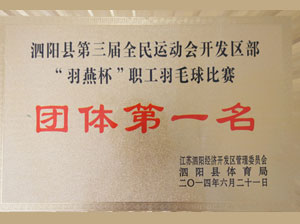 泗阳县第三届全民运动会开发区部
“羽燕杯”职工羽毛球比赛
团体第一名
江苏泗阳经济开发区管理委员会
泗阳县体育局
二〇一四年六月二十一日